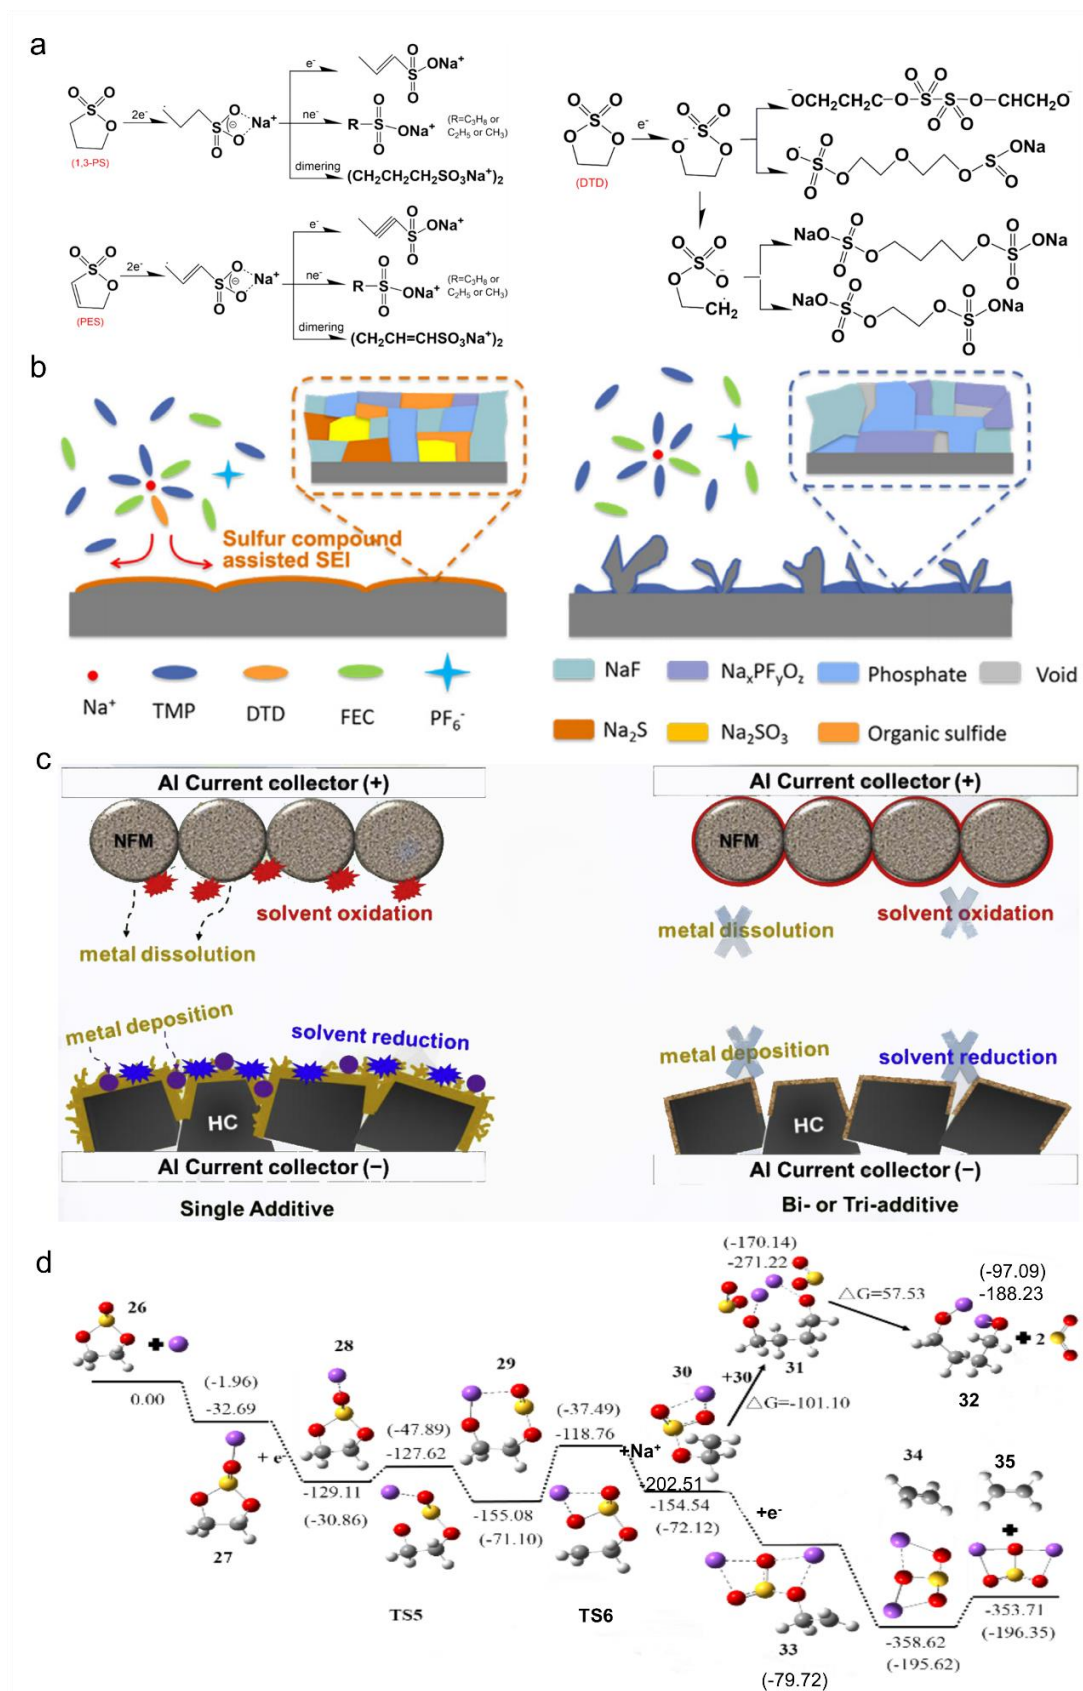 a
(1,3-PS)
2e-
Na+
e-
ONa+
ne-
R
ONa+
(R=C3H8 or
C2H5 or CH3)
dimering
(CH2CH2CH2SO3Na+)2
(PES)
2e-
Na+
e-
ONa+
ne-
R
ONa+
(R=C3H8 or
C2H5 or CH3)
dimering
(CH2CH=CHSO3Na+)2
(DTD)
e-
-OCH2CH2C-O
O-CHCH2O-
ONa
CH2
NaO
ONa
NaO
ONa
b
Sulfur compound
assisted SEI
Na+
TMP
DTD
FEC
PF6-
NaF
NaxPFyOz
Phosphate
Void
Na2S
Na2SO3
Organic sulfide
c
Al Current collector (+)
NFM
solvent oxidation
metal dissolution
metal deposition
solvent reduction
HC
Al Current collector (−)
Single Additive
Al Current collector (+)
NFM
metal dissolution
solvent oxidation
metal deposition
solvent reduction
HC
Al Current collector (−)
Bi- or Tri-additive
d
26
0.00
(-1.96)
-32.69
27
+ e-
28
-129.11
(-30.86)
(-47.89)
-127.62
TS5
29
-155.08
(-71.10)
(-37.49)
-118.76
TS6
+Na+
30
202.51
-154.54
(-72.12)
+30
△G=-101.10
(-170.14)
-271.22
31
△G=57.53
(-97.09)
-188.23
2
32
+e-
33
(-79.72)
34
-358.62
(-195.62)
35
-353.71
(-196.35)